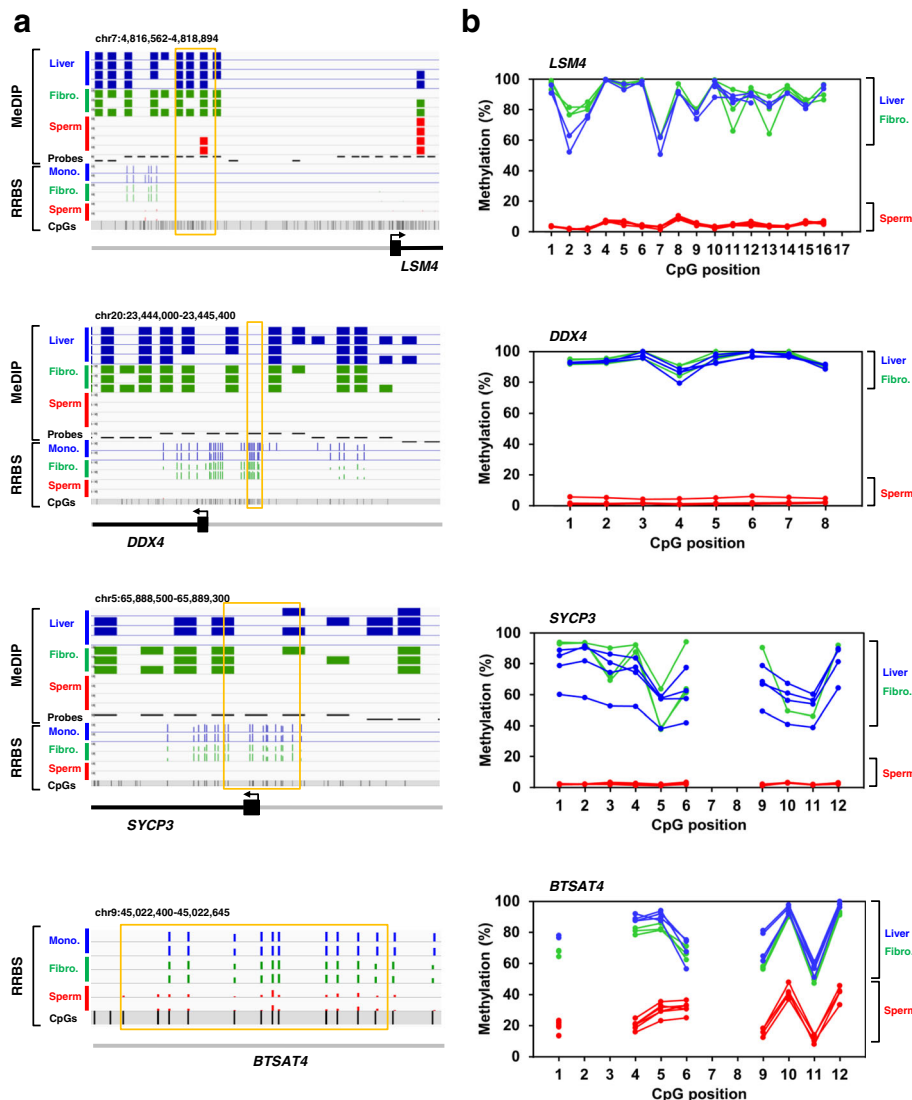 a
chr7:4,816,562-4,818,894
MeDIP
Liver
Fibro.
Sperm
Probes
RRBS
Mono.
Fibro.
Sperm
CpGs
LSM4
chr20:23,444,000-23,445,400
MeDIP
Liver
Fibro.
Sperm
Probes
RRBS
Mono.
Fibro.
Sperm
CpGs
DDX4
chr5:65,888,500-65,889,300
MeDIP
Liver
Fibro.
Sperm
Probes
RRBS
Mono.
Fibro.
Sperm
CpGs
SYCP3
chr9:45,022,400-45,022,645
RRBS
Mono.
Fibro.
Sperm
CpGs
BTSAT4
b
LSM4
Methylation (%)
100
80
60
40
20
0
1 2 3 4 5 6 7 8 9 10 11 12 13 14 15 16 17
CpG position
Liver
Fibro.
Sperm
DDX4
Methylation (%)
100
80
60
40
20
0
1 2 3 4 5 6 7 8
CpG position
Liver
Fibro.
Sperm
SYCP3
Methylation (%)
100
80
60
40
20
0
1 2 3 4 5 6 7 8 9 10 11 12
CpG position
Liver
Fibro.
Sperm
BTSAT4
Methylation (%)
100
80
60
40
20
0
1 2 3 4 5 6 7 8 9 10 11 12
CpG position
Liver
Fibro.
Sperm